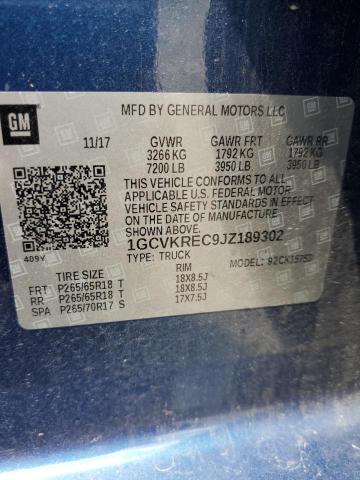 GM
MFD BY GENERAL MOTORS LLC
11/17 GVWR GAWR FRT GAWR RR
3266 KG 1792 KG 1792 KG
7200 LB 3950 LB 3950 LB
THIS VEHICLE CONFORMS TO ALL
APPLICABLE U.S. FEDERAL MOTOR
VEHICLE SAFETY STANDARDS IN
EFFECT ON THE DATE OF MANUFACTURE
SHOWN ABOVE.
1GCVKREC9JZ189302
TYPE: TRUCK MODEL:
409Y
TIRE SIZE RIM
FRT P265/65R18 T 18X8.5J
RR P265/65R18 T 18X8.5J
SPA P265/70R17 S 17X7.5J